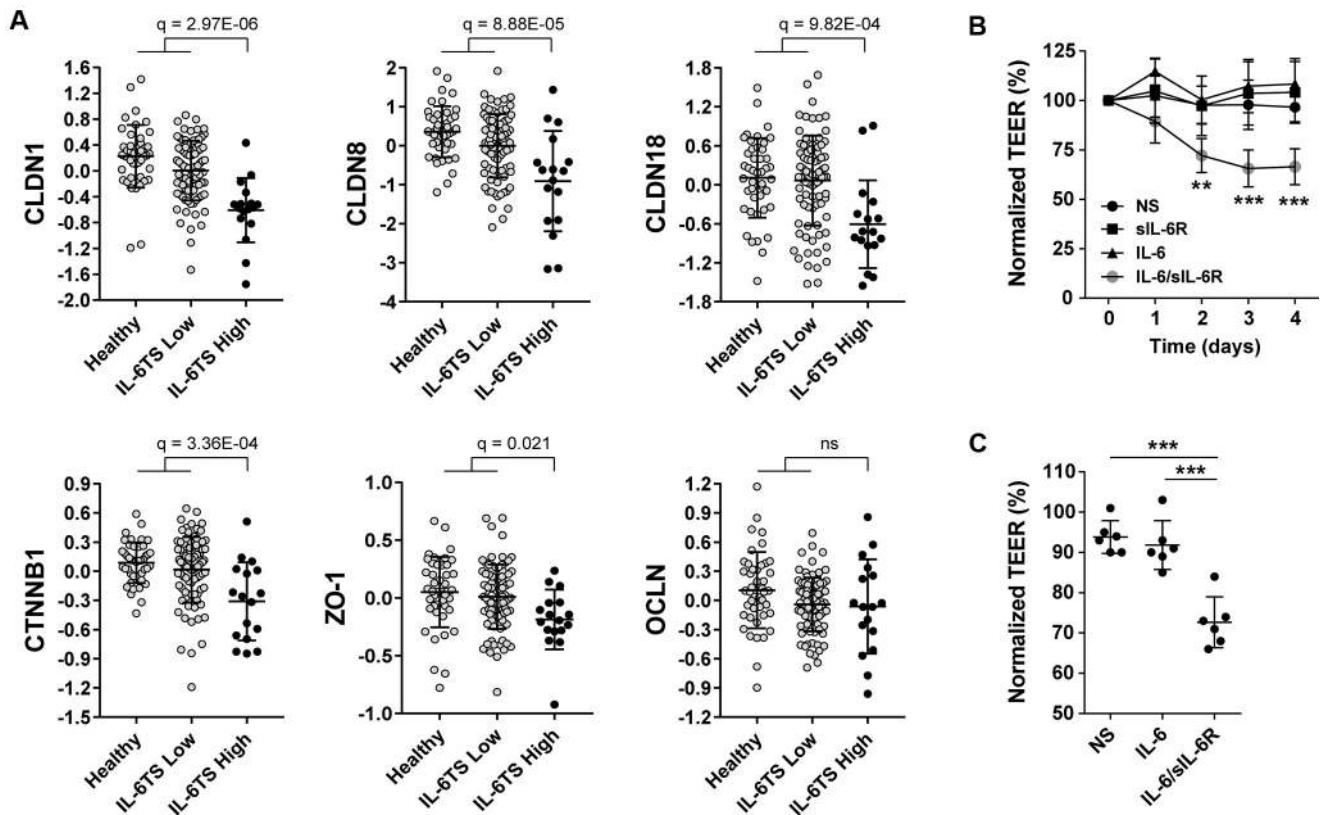 A
q = 2.97E-06
CLDN1
1.6
1.2
0.8
0.4
0.0
-0.4
-0.8
-1.2
-1.6
-2.0
Healthy
IL-6TS Low
IL-6TS High
q = 8.88E-05
CLDN8
2
1
0
-1
-2
-3
-4
Healthy
IL-6TS Low
IL-6TS High
q = 9.82E-04
CLDN18
1.8
1.2
0.6
0.0
-0.6
-1.2
-1.8
Healthy
IL-6TS Low
IL-6TS High
B
Normalized TEER (%)
125
100
75
50
25
0
NS
sIL-6R
IL-6
IL-6/sIL-6R
**
***
***
0 1 2 3 4
Time (days)
q = 3.36E-04
CTNNB1
0.9
0.6
0.3
0.0
-0.3
-0.6
-0.9
-1.2
-1.5
Healthy
IL-6TS Low
IL-6TS High
q = 0.021
ZO-1
1.0
0.5
0.0
-0.5
-1.0
Healthy
IL-6TS Low
IL-6TS High
ns
OCLN
1.2
0.9
0.6
0.3
0.0
-0.3
-0.6
-0.9
-1.2
Healthy
IL-6TS Low
IL-6TS High
C
Normalized TEER (%)
110
100
90
80
70
60
50
***
***
NS
IL-6
IL-6/sIL-6R